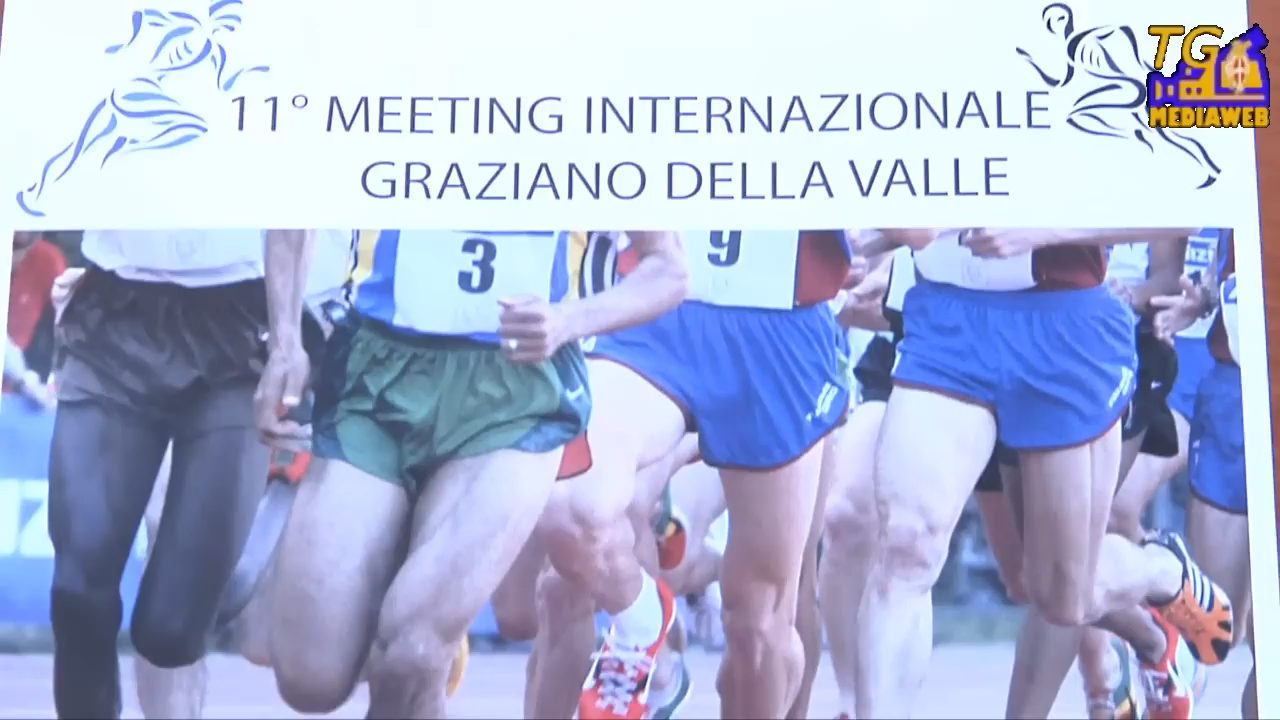 11° MEETING INTERNAZIONALE
GRAZIANO DELLA VALLE
TG
MEDIAWEB
3
9